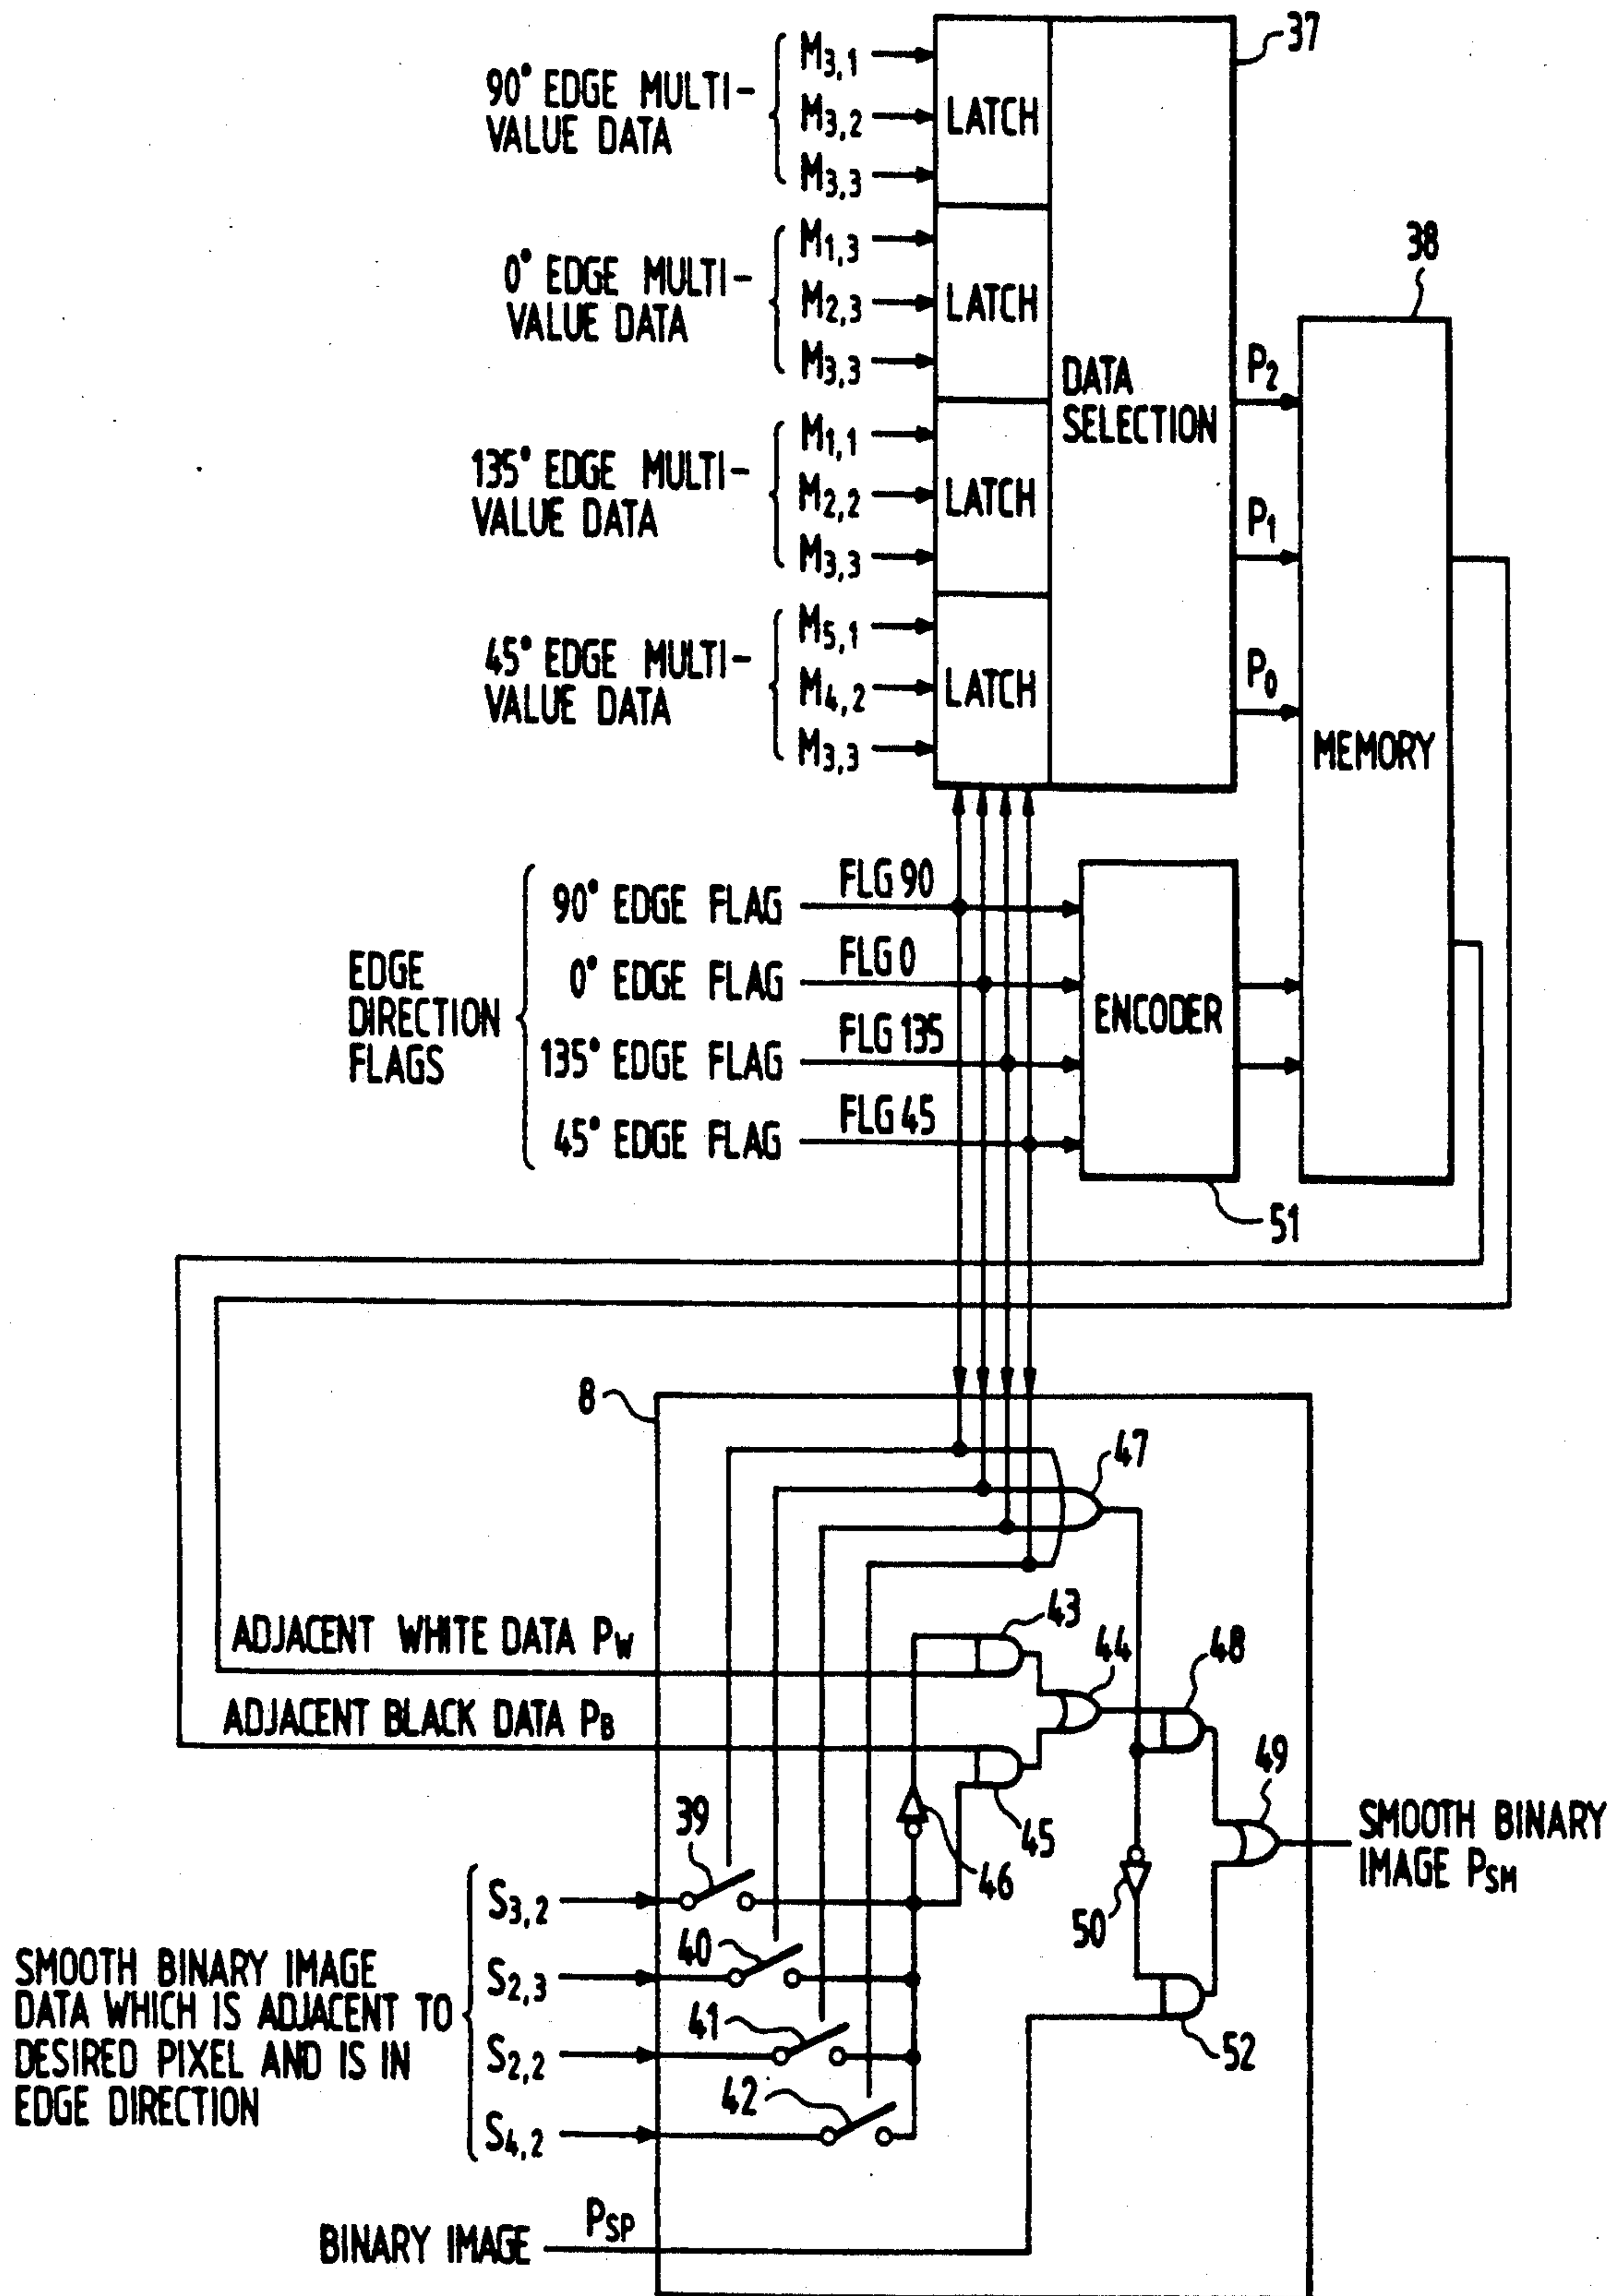 37
90° EDGE MULTI-
VALUE DATA
M3,1
M3,2
M3,3
LATCH
0° EDGE MULTI-
VALUE DATA
M1,3
M2,3
M3,3
LATCH
135° EDGE MULTI-
VALUE DATA
M1,1
M2,2
M3,3
LATCH
45° EDGE MULTI-
VALUE DATA
M5,1
M4,2
M3,3
LATCH
DATA
SELECTION
P2
P1
P0
38
MEMORY
EDGE
DIRECTION
FLAGS
90° EDGE FLAG
FLG 90
0° EDGE FLAG
FLG 0
135° EDGE FLAG
FLG 135
45° EDGE FLAG
FLG 45
ENCODER
51
8
47
ADJACENT WHITE DATA PW
43
44
48
ADJACENT BLACK DATA PB
45
46
49
SMOOTH BINARY
IMAGE PSM
50
52
39
40
41
42
SMOOTH BINARY IMAGE
DATA WHICH IS ADJACENT TO
DESIRED PIXEL AND IS IN
EDGE DIRECTION
S3,2
S2,3
S2,2
S4,2
BINARY IMAGE
PSP